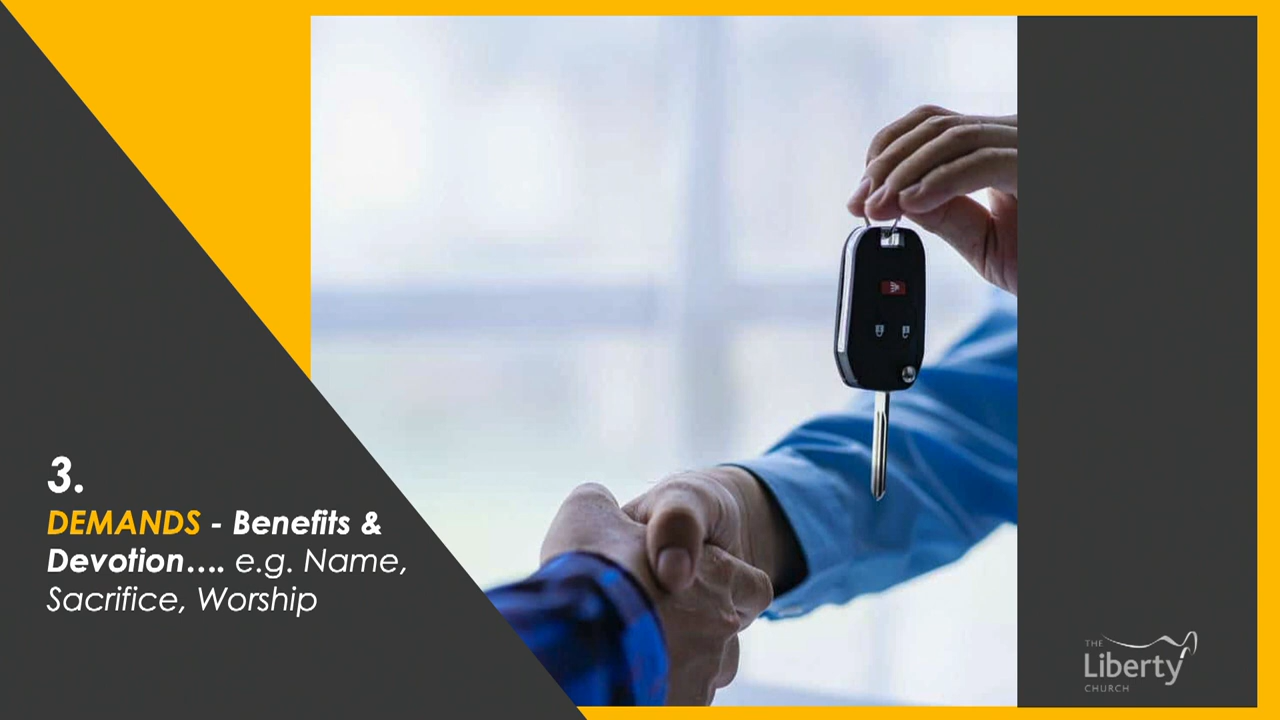 3.
DEMANDS - Benefits &
Devotion…. e.g. Name,
Sacrifice, Worship
THE
Liberty
CHURCH